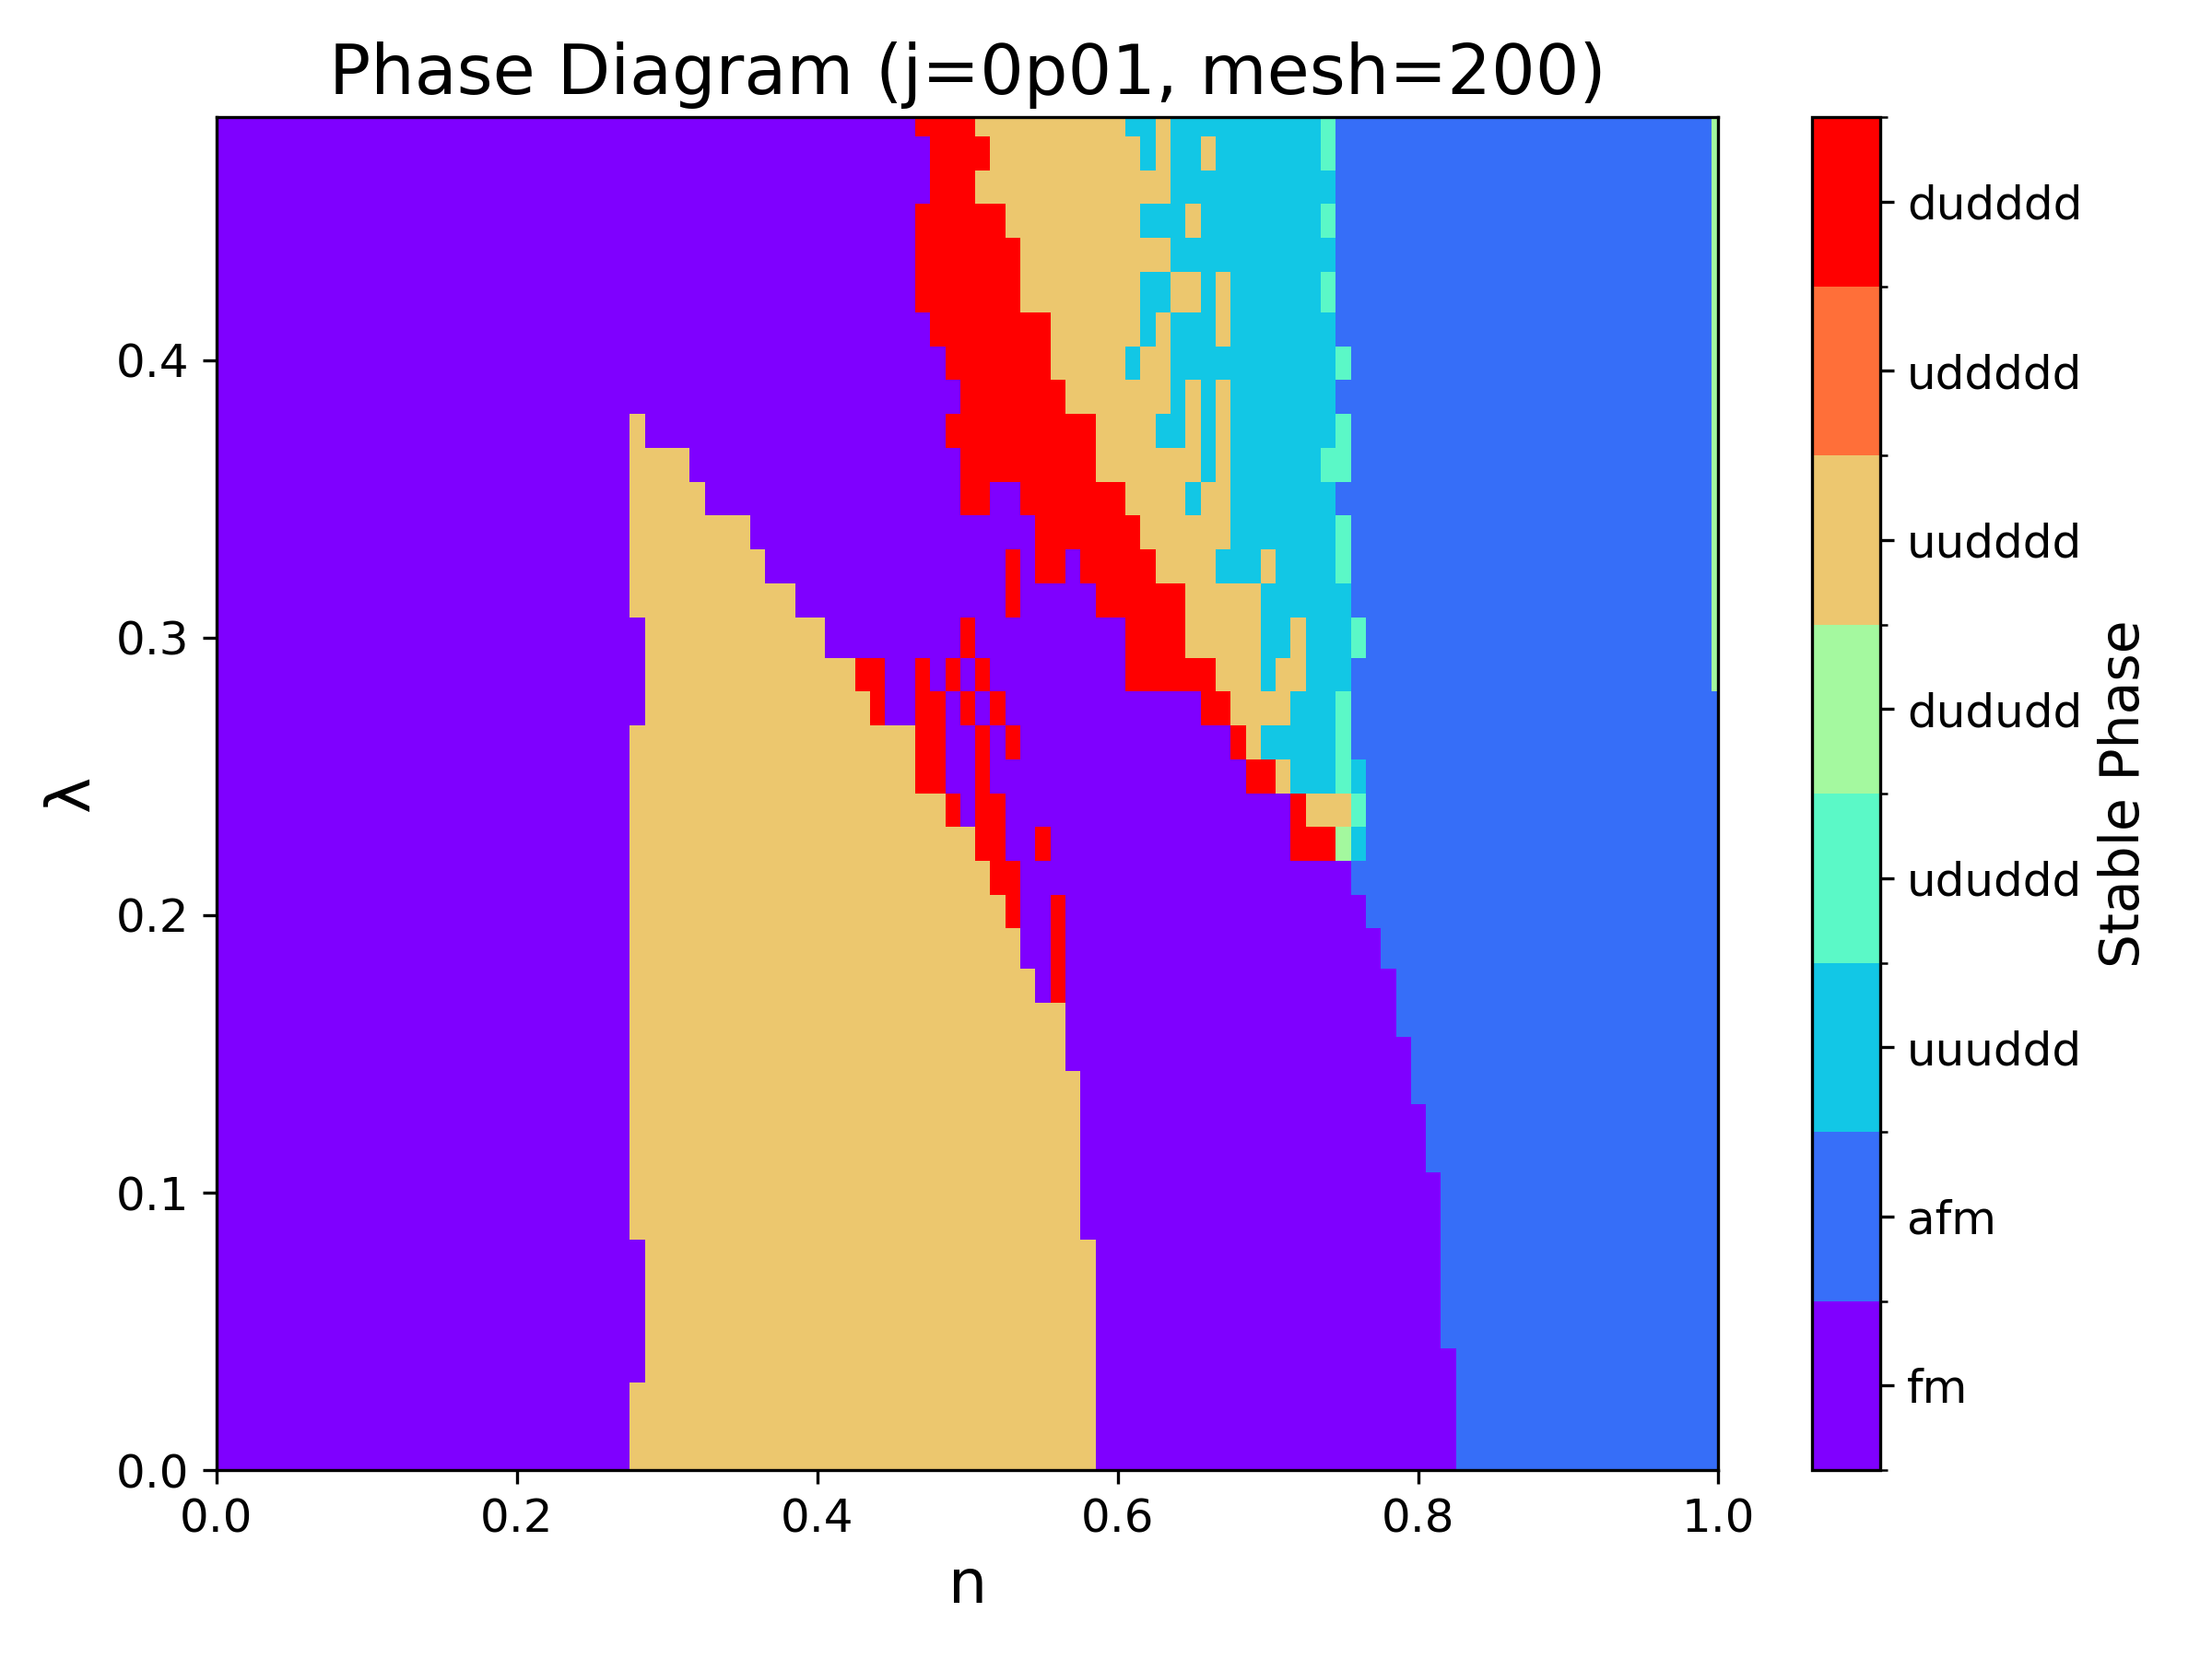 Phase Diagram (j=0p01, mesh=200)
λ
0.4
0.3
0.2
0.1
0.0
0.0 0.2 0.4 0.6 0.8 1.0
n
dudddd
uddddd
uudddd
dududd
ududdd
uuuddd
afm
fm
Stable Phase